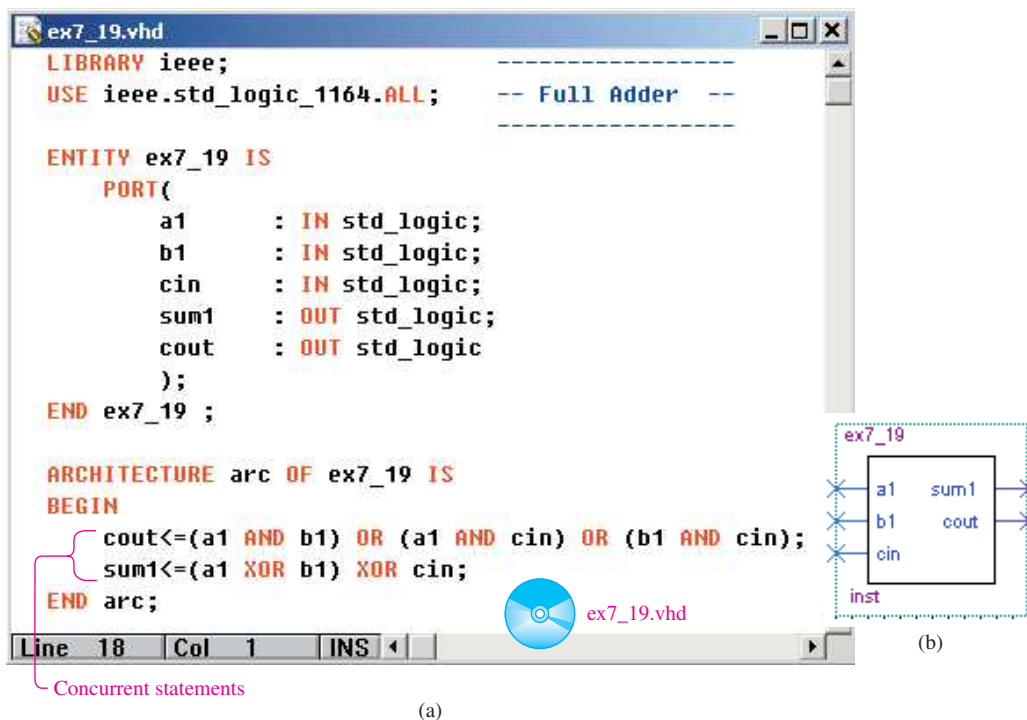 ex7_19.vhd
LIBRARY ieee; -----------------
USE ieee.std_logic_1164.ALL; -- Full Adder --
-----------------
ENTITY ex7_19 IS
PORT(
a1 : IN std_logic;
b1 : IN std_logic;
cin : IN std_logic;
sum1 : OUT std_logic;
cout : OUT std_logic
);
END ex7_19 ;
ARCHITECTURE arc OF ex7_19 IS
BEGIN
cout<=(a1 AND b1) OR (a1 AND cin) OR (b1 AND cin);
sum1<=(a1 XOR b1) XOR cin;
END arc;
ex7_19.vhd
Line 18 Col 1 INS
Concurrent statements
(a)
ex7_19
a1 sum1
b1 cout
cin
inst
(b)